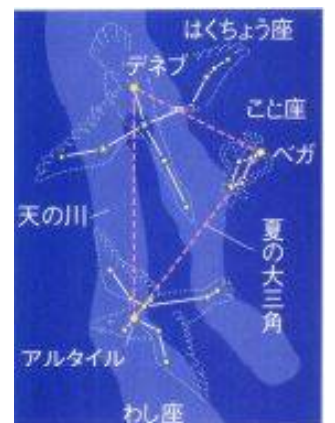 はくちょう座
デネブ
こと座
ベガ
天の川
夏の大三角
アルタイル
わし座